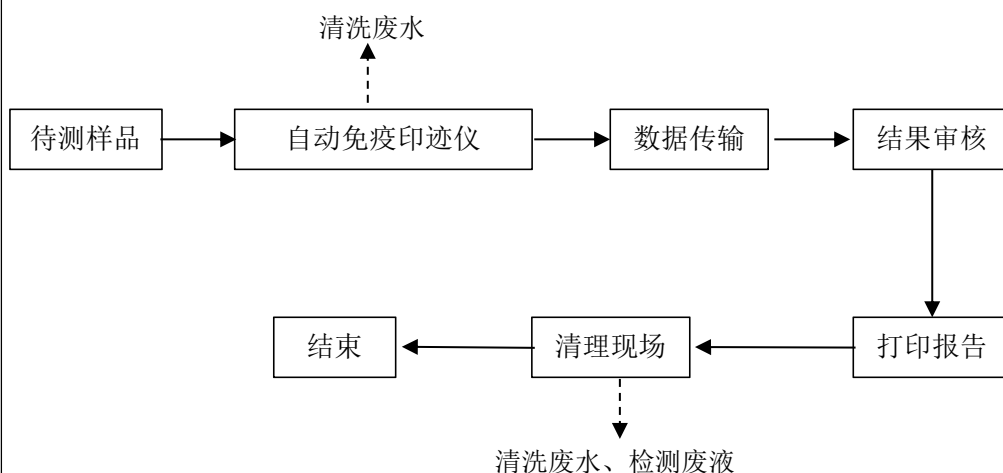 清洗废水
待测样品
自动免疫印迹仪
数据传输
结果审核
结束
清理现场
打印报告
清洗废水、检测废液